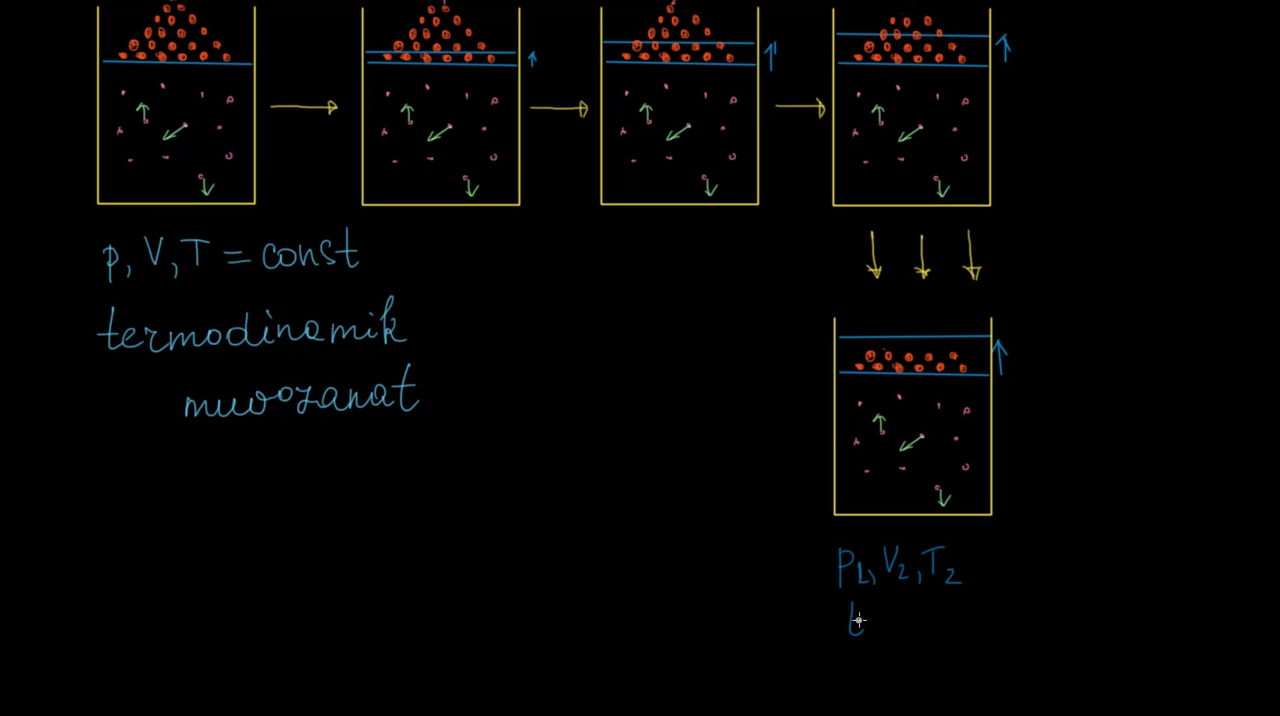 p, V, T = const
termodinamik
muvozanat
P2, V2, T2
t